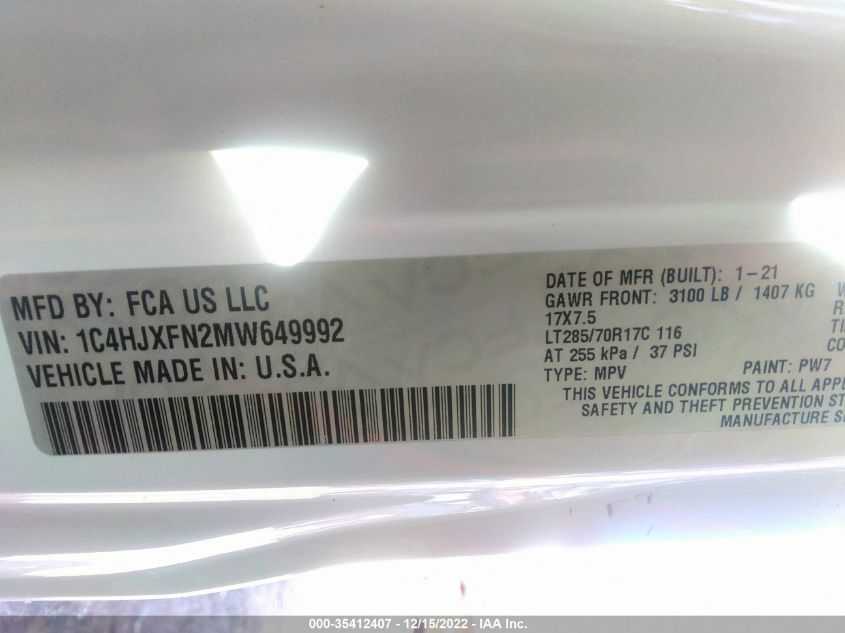 MFD BY: FCA US LLC
VIN: 1C4HJXFN2MW649992
VEHICLE MADE IN: U.S.A.
DATE OF MFR (BUILT): 1-21
GAWR FRONT: 3100 LB / 1407 KG
17X7.5
LT285/70R17C 116
AT 255 kPa / 37 PSI
TYPE: MPV PAINT: PW7
THIS VEHICLE CONFORMS TO ALL APPL
SAFETY AND THEFT PREVENTION ST
MANUFACTURE S
000-35412407 - 12/15/2022 - IAA Inc.